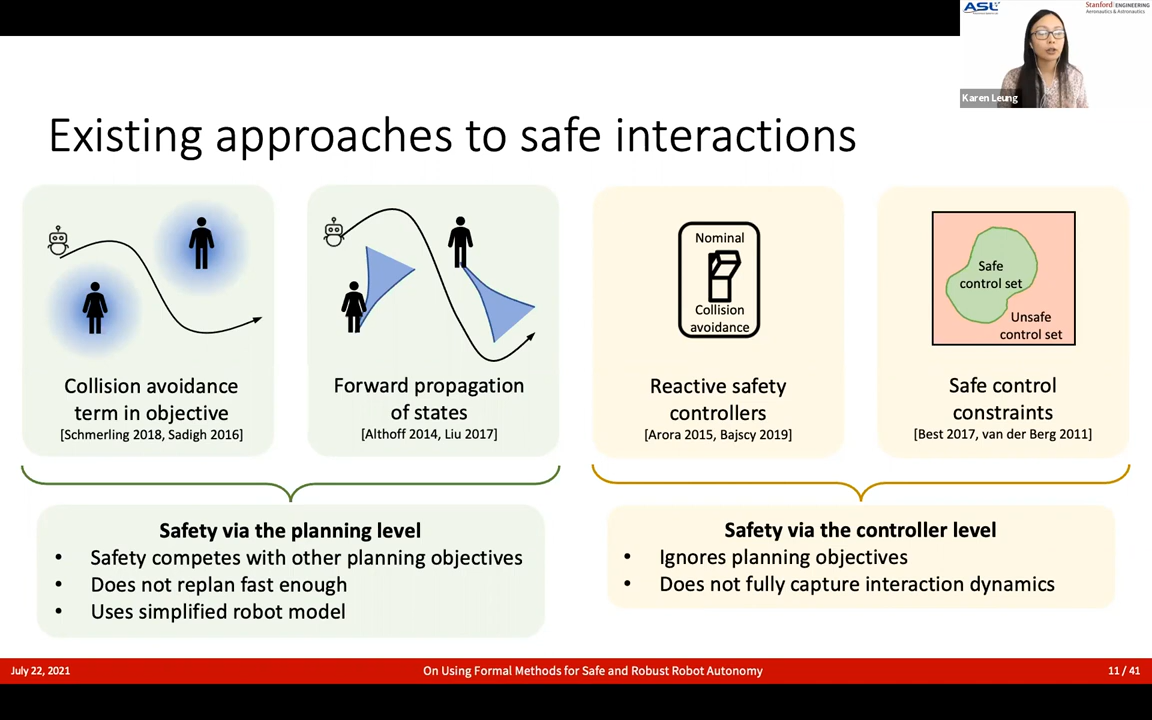 ASL
Stanford ENGINEERING
Aeronautics & Astronautics
Karen Leung
Existing approaches to safe interactions
Collision avoidance
term in objective
[Schmerling 2018, Sadigh 2016]
Forward propagation
of states
[Althoff 2014, Liu 2017]
Nominal
Collision
avoidance
Reactive safety
controllers
[Arora 2015, Bajscy 2019]
Safe
control set
Unsafe
control set
Safe control
constraints
[Best 2017, van der Berg 2011]
Safety via the planning level
• Safety competes with other planning objectives
• Does not replan fast enough
• Uses simplified robot model
Safety via the controller level
• Ignores planning objectives
• Does not fully capture interaction dynamics
July 22, 2021
On Using Formal Methods for Safe and Robust Robot Autonomy
11 / 41